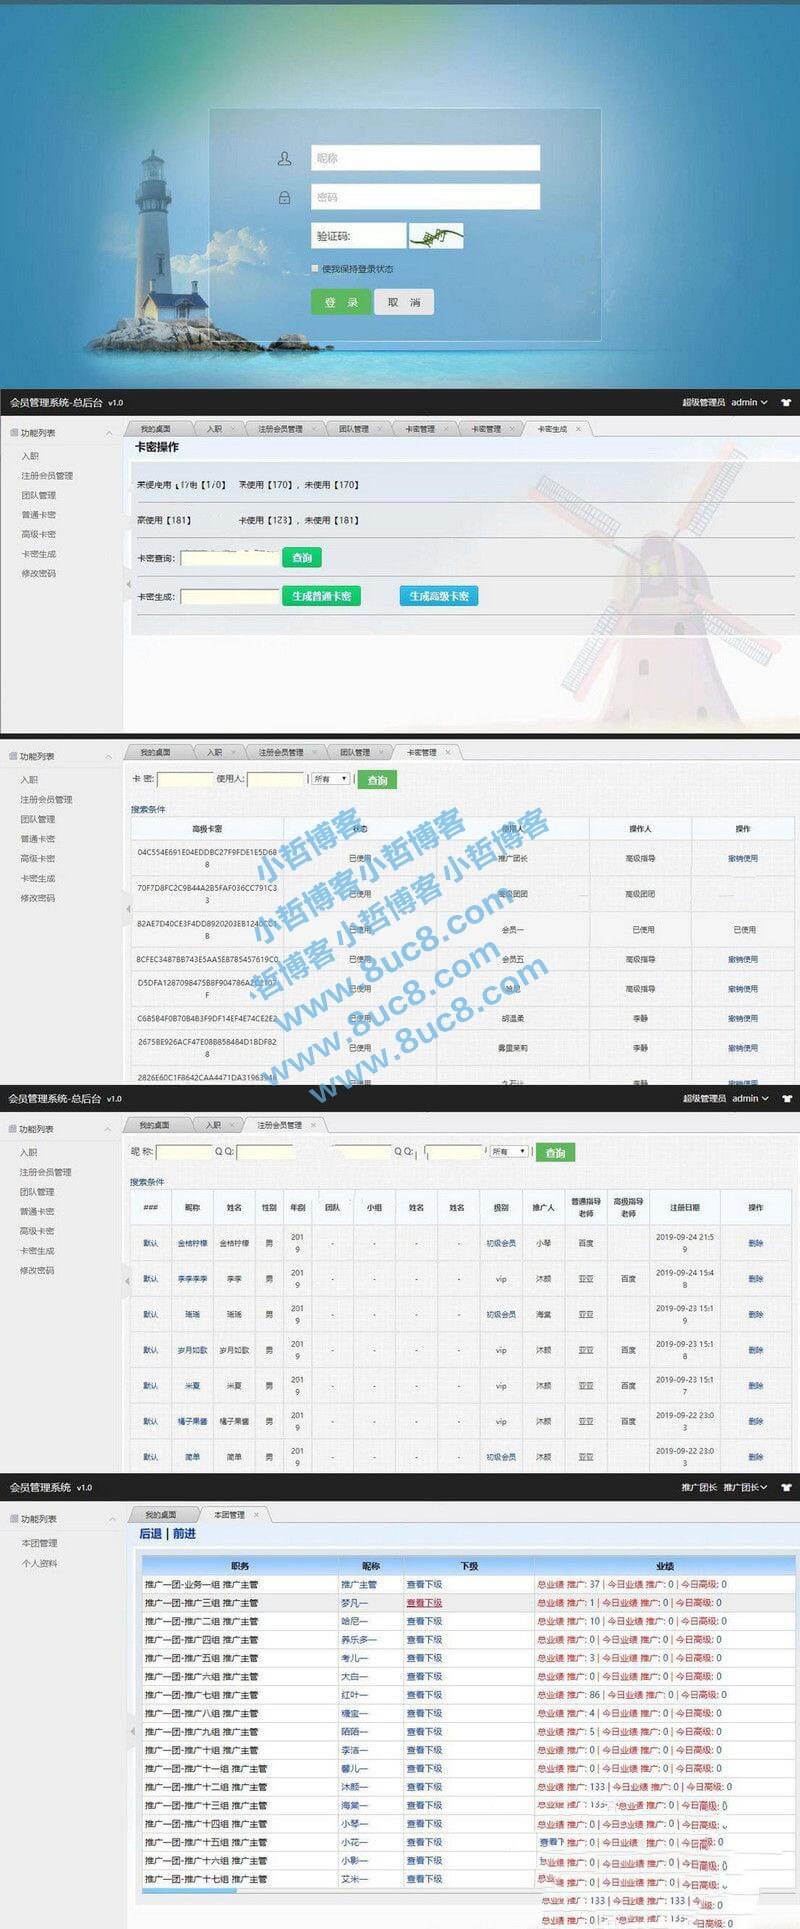 昵称
密码
验证码:
使我保持登录状态
登 录 取 消
会员管理系统-总后台 v1.0 超级管理员 admin
功能列表
入职
注册会员管理
团队管理
普通卡密
高级卡密
卡密生成
修改密码
我的桌面 入职 注册会员管理 团队管理 卡密管理 卡密管理 卡密生成
卡密操作
使用【170】,未使用【170】
使用【181】 卡使用【123】,未使用【181】
卡密查询: 查询
卡密生成: 生成普通卡密 生成高级卡密
功能列表
入职
注册会员管理
团队管理
普通卡密
高级卡密
卡密生成
修改密码
我的桌面 入职 注册会员管理 团队管理 卡密管理
卡 密: 使用人: | 所有 | 查询
搜索条件
高级卡密 状态 使用人 操作人 操作
04C554E691E04EDDBC27F9FDE1E5D688 已使用 推广团长 高级指导 撤销使用
70F7D8FC2C9B44A2B5FAF036CC791C33 已使用 高级团团 高级团团
82AE7D40CE3F4DD8920203EB1240CC18 已使用 会员一 已使用 已使用
8CFEC3487BB743E5AA5E8785457619C0 已使用 会员五 高级指导 撤销使用
已使用 哈尼 高级指导 撤销使用
C685B4F0B70B4B3F9DF14EF4E74CE2E2 已使用 胡温柔 李静 撤销使用
2675BE926ACF47E08B858484D1BDF828 已使用 雾里茉莉 李静 撤销使用
小哲博客
小哲博客小哲博客
小哲博客小哲博客
www.8uc8.com
www.8uc8.com
www.8uc8.com
会员管理系统-总后台 v1.0 超级管理员 admin
功能列表
入职
注册会员管理
团队管理
普通卡密
高级卡密
卡密生成
修改密码
我的桌面 入职 注册会员管理
昵 称: Q Q: Q Q: | 所有 | 查询
搜索条件
### 昵称 姓名 性别 年别 团队 小组 姓名 姓名 级别 推广人 普通指导老师 高级指导老师 注册日期 操作
默认 金桔柠檬 金桔柠檬 男 2019 - - - - 初级会员 小琴 百度 2019-09-24 21:59 删除
默认 李李李李 李李 男 2019 - - - - vip 沐颜 亚亚 百度 2019-09-24 15:48 删除
默认 瑶瑶 瑶瑶 男 2019 - - - - 初级会员 海棠 亚亚 2019-09-23 15:19 删除
默认 岁月如歌 岁月如歌 男 2019 - - - - vip 沐颜 亚亚 百度 2019-09-23 15:18 删除
默认 米夏 米夏 男 2019 - - - - vip 沐颜 亚亚 百度 2019-09-23 15:17 删除
默认 橘子果酱 橘子果酱 男 2019 - - - - vip 沐颜 亚亚 百度 2019-09-22 23:03 删除
默认 简单 简单 男 2019 - - - - 初级会员 沐颜 亚亚 2019-09-22 23:03 删除
会员管理系统 v1.0 推广团长 推广团长
功能列表
本团管理
个人资料
我的桌面 本团管理
后退 | 前进
职务 昵称 下级 业绩
推广一团-业务一组 推广主管 推广主管 查看下级 总业绩 推广: 37 | 今日业绩 推广: 0 | 今日高级: 0
推广一团-推广三组 推广主管 梦凡一 查看下级 总业绩 推广: 1 | 今日业绩 推广: 0 | 今日高级: 0
推广一团-推广二组 推广主管 哈尼一 查看下级 总业绩 推广: 10 | 今日业绩 推广: 0 | 今日高级: 0
推广一团-推广四组 推广主管 养乐多一 查看下级 总业绩 推广: 0 | 今日业绩 推广: 0 | 今日高级: 0
推广一团-推广五组 推广主管 考儿一 查看下级 总业绩 推广: 3 | 今日业绩 推广: 0 | 今日高级: 0
推广一团-推广六组 推广主管 大白一 查看下级 总业绩 推广: 0 | 今日业绩 推广: 0 | 今日高级: 0
推广一团-推广七组 推广主管 红叶一 查看下级 总业绩 推广: 86 | 今日业绩 推广: 0 | 今日高级: 0
推广一团-推广八组 推广主管 糖宝一 查看下级 总业绩 推广: 4 | 今日业绩 推广: 0 | 今日高级: 0
推广一团-推广九组 推广主管 陌陌一 查看下级 总业绩 推广: 5 | 今日业绩 推广: 0 | 今日高级: 0
推广一团-推广十组 推广主管 李洁一 查看下级 总业绩 推广: 0 | 今日业绩 推广: 0 | 今日高级: 0
推广一团-推广十一组 推广主管 馨儿一 查看下级 总业绩 推广: 0 | 今日业绩 推广: 0 | 今日高级: 0
推广一团-推广十二组 推广主管 沐颜一 查看下级 总业绩 推广: 133 | 今日业绩 推广: 0 | 今日高级: 0
推广一团-推广十三组 推广主管 海棠一 查看下级 总业绩 推广: 0 | 今日高级: 0
推广一团-推广十四组 推广主管 小琴一 查看下级 总业绩 推广: 0 | 今日业绩 推广: 0 | 今日高级:
推广一团-推广十五组 推广主管 小花一 查看下级 查看下 推广: 0 | 今日业绩 推广: 0 | 今日高级: 0
推广一团-推广十六组 推广主管 小影一 查看下级 总业绩 推广: 0 | 今日业绩 推广: 0 | 今日高级: 0
推广一团-推广十七组 推广主管 艾米一 查看下级 推广: 0 | 今日业绩 推广: 0 | 今日高级:
总业绩 推广: 133 | 今日业绩 推广: 133 | 0
总业绩 推广: 0 | 今日业绩 推广: 今日高级: 0